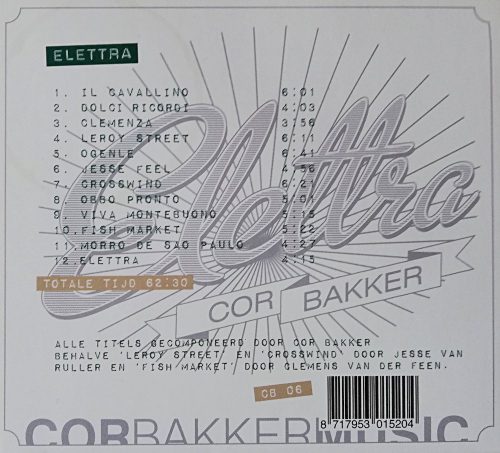 ELETTRA
Elettra
COR BAKKER
1. IL CAVALLINO 6:01
2. DOLCI RICORDI 4:03
3. CLEMENZA 3:56
4. LEROY STREET 6:11
5. OGENLE 6:41
6. JESSE FEEL 4:56
7. CROSSWIND 6:21
8. OBBO PRONTO 5:01
9. VIVA MONTEBUONO 5:15
10. FISH MARKET 5:22
11. MORRO DE SAO PAULO 4:27
12. ELETTRA 4:15
TOTALE TIJD 62:30
ALLE TITELS GECOMPONEERD DOOR COR BAKKER
BEHALVE 'LEROY STREET' EN 'CROSSWIND' DOOR JESSE VAN
RULLER EN 'FISH MARKET' DOOR CLEMENS VAN DER FEEN.
CB 06
8 717953 015204
CORBAKKERMUSIC